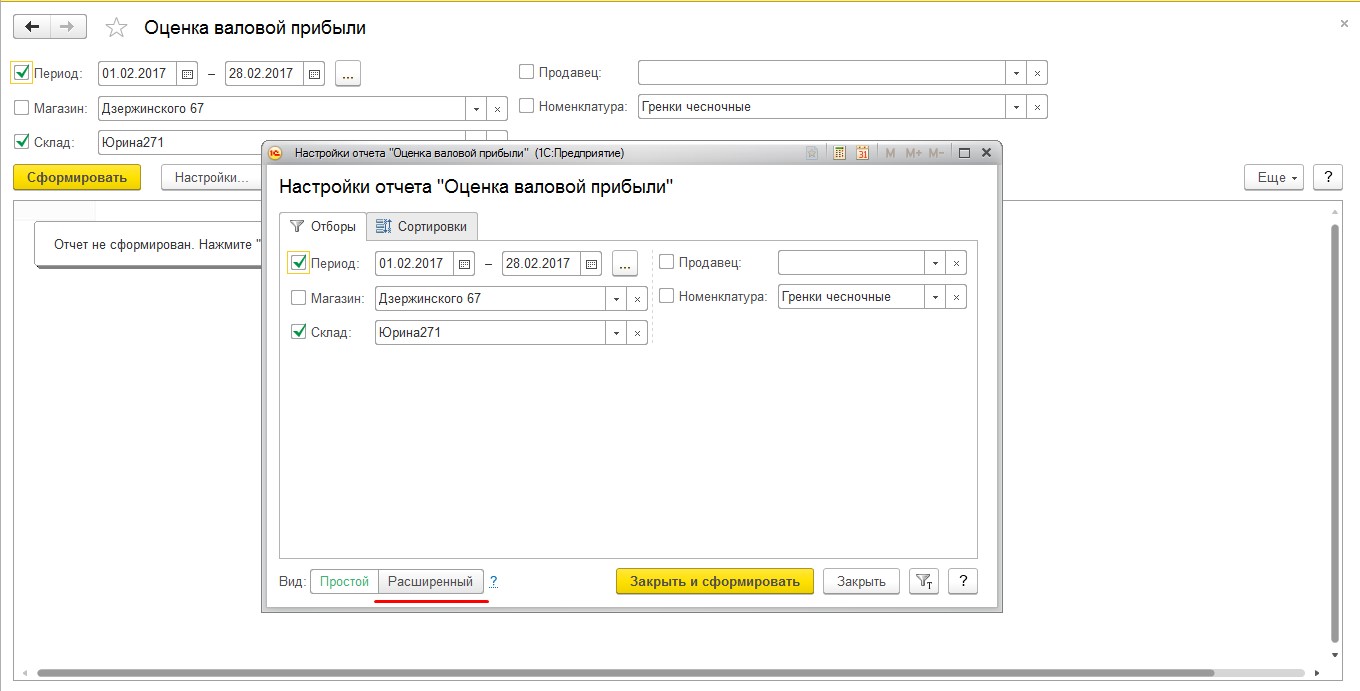 Оценка валовой прибыли
Период: 01.02.2017 – 28.02.2017 ... Продавец:
Магазин: Дзержинского 67 Номенклатура: Гренки чесночные
Склад: Юрина271
Сформировать Настройки... Еще ?
Отчет не сформирован. Нажмите "
1С Настройки отчета "Оценка валовой прибыли" (1С:Предприятие) 31 M M+ M-
Настройки отчета "Оценка валовой прибыли"
Отборы Сортировки
Период: 01.02.2017 – 28.02.2017 ... Продавец:
Магазин: Дзержинского 67 Номенклатура: Гренки чесночные
Склад: Юрина271
Вид: Простой Расширенный ? Закрыть и сформировать Закрыть ?